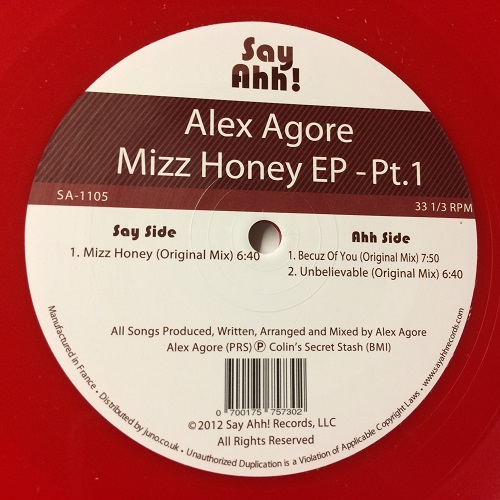 Say
Ahh!
Alex Agore
Mizz Honey EP -Pt.1
SA-1105
33 1/3 RPM
Say Side
1. Mizz Honey (Original Mix) 6:40
Ahh Side
1. Becuz Of You (Original Mix) 7:50
2. Unbelievable (Original Mix) 6:40
All Songs Produced, Written, Arranged and Mixed by Alex Agore
Alex Agore (PRS) Ⓟ Colin's Secret Stash (BMI)
0 700175 757302
©2012 Say Ahh! Records, LLC
All Rights Reserved
Manufactured in France. • Distributed by juno.co.uk • Unauthorized Duplication is a Violation of Applicable Copyright Laws • www.sayahhrecords.com